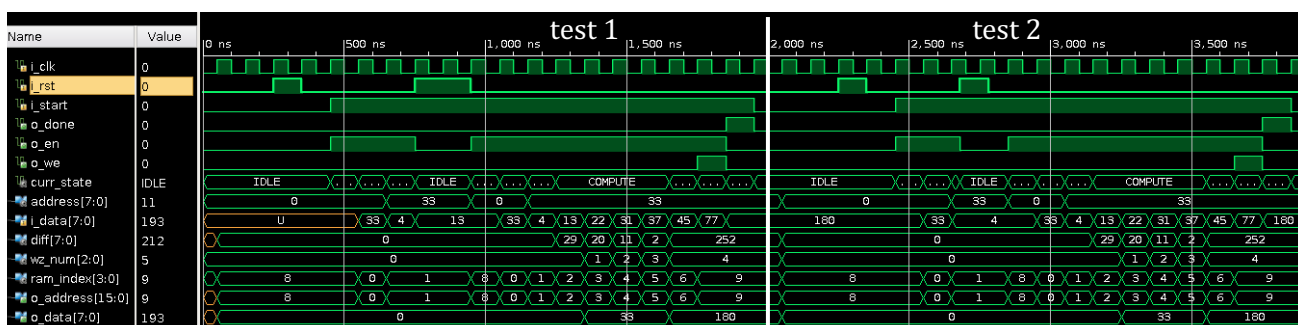 test 1 test 2
Name Value 0 ns 500 ns 1,000 ns 1,500 ns 2,000 ns 2,500 ns 3,000 ns 3,500 ns
i_clk 0
i_rst 0
i_start 0
o_done 0
o_en 0
o_we 0
curr_state IDLE IDLE ... ... ... IDLE ... ... ... COMPUTE ... ... ... IDLE ... ... IDLE ... ... ... COMPUTE ... ... ...
address[7:0] 11 0 33 0 33 0 33 0 33
i_data[7:0] 193 U 33 4 13 33 4 13 22 31 37 45 77 180 33 4 33 4 13 22 31 37 45 77 180
diff[7:0] 212 0 29 20 11 2 252 0 29 20 11 2 252
wz_num[2:0] 5 0 1 2 3 4 0 1 2 3 4
ram_index[3:0] 9 8 0 1 8 0 1 2 3 4 5 6 9 8 0 1 8 0 1 2 3 4 5 6 9
o_address[15:0] 9 8 0 1 8 0 1 2 3 4 5 6 9 8 0 1 8 0 1 2 3 4 5 6 9
o_data[7:0] 193 0 33 180 0 33 180